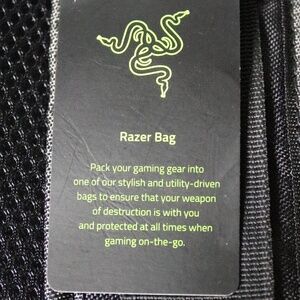 Razer Bag
Pack your gaming gear into
one of our stylish and utility-driven
bags to ensure that your weapon
of destruction is with you
and protected at all times when
gaming on-the-go.